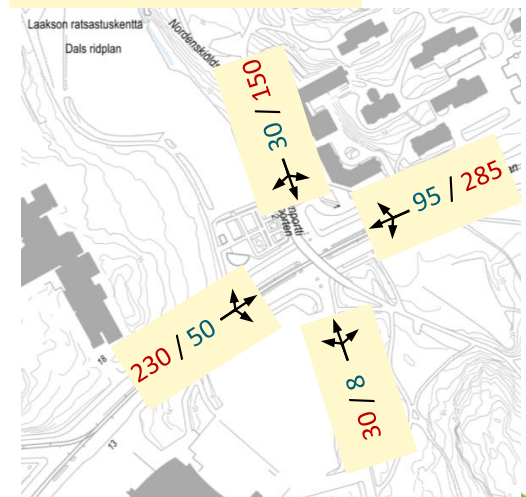 Laakson ratsastuskenttä
Dals ridplan
Nordenskiöld
30 / 150
95 / 285
230 / 50
30 / 8
18
13